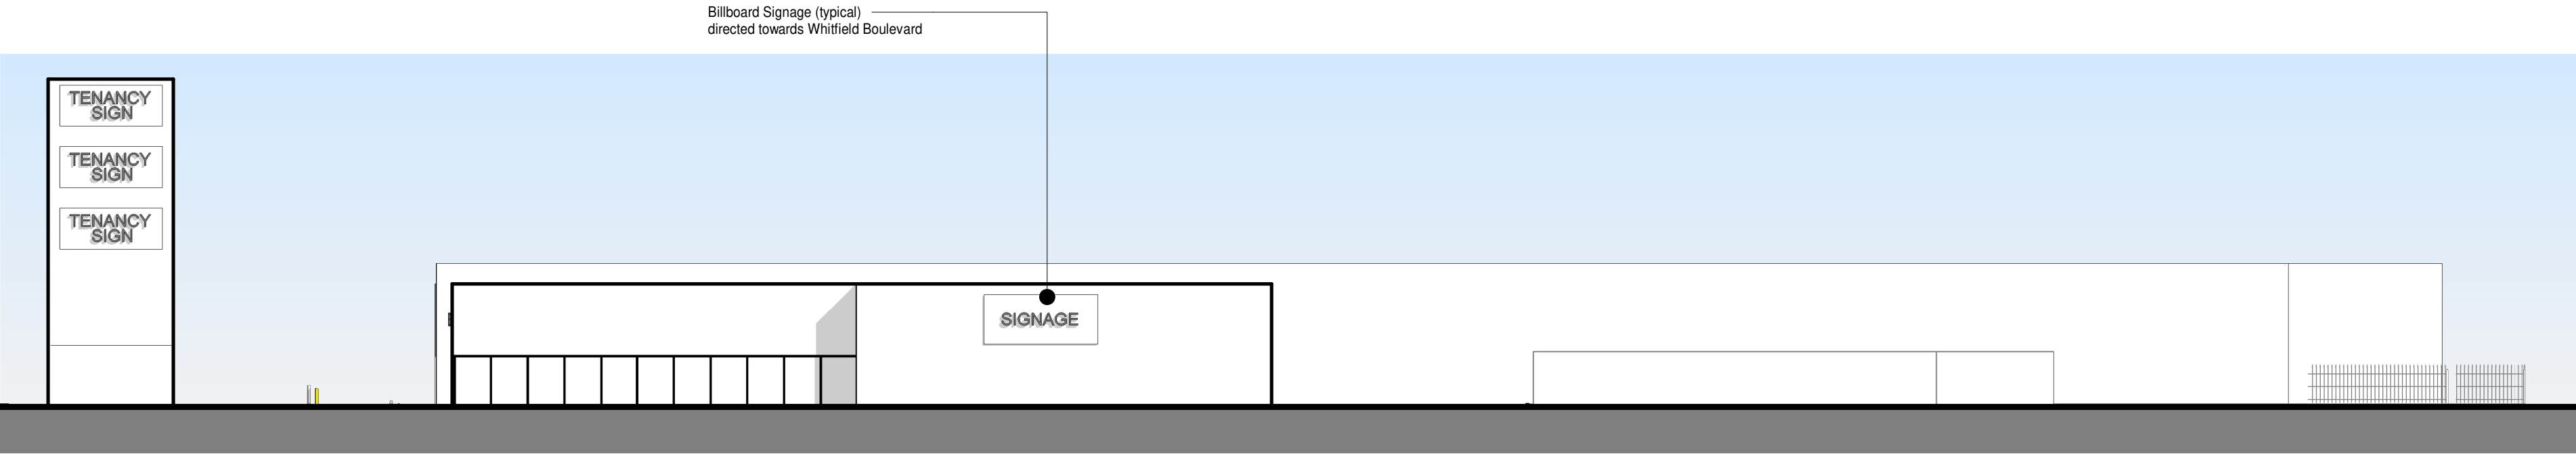 Billboard Signage (typical)
directed towards Whitfield Boulevard
TENANCY
SIGN
TENANCY
SIGN
TENANCY
SIGN
SIGNAGE